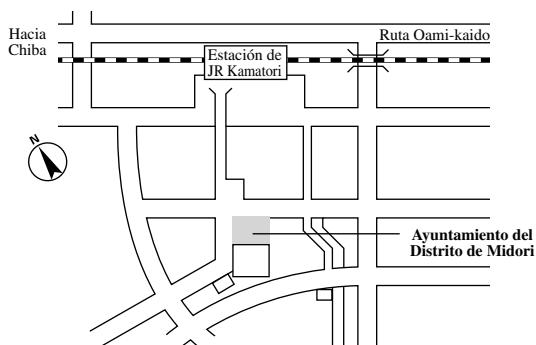 Hacia
Chiba
Estación de
JR Kamatori
Ruta Oami-kaido
N
Ayuntamiento del
Distrito de Midori